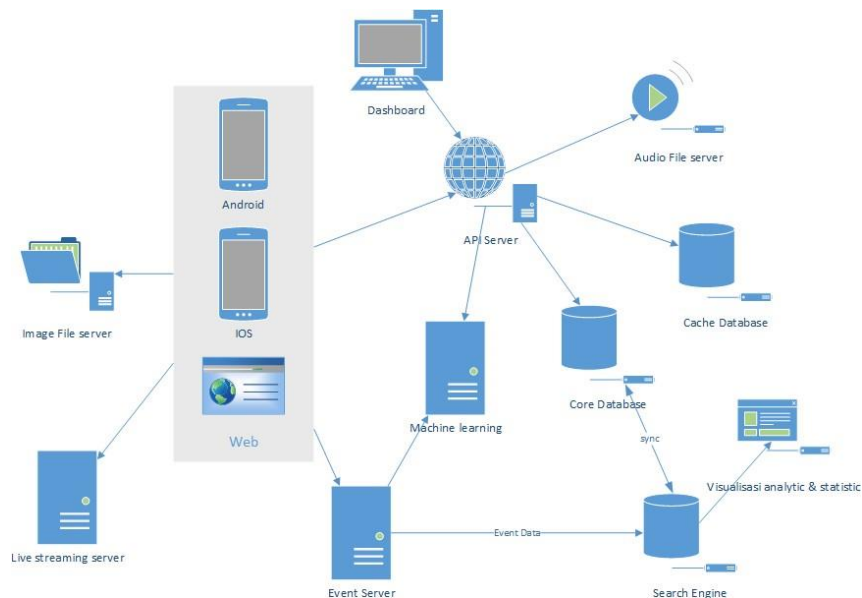 Dashboard
Audio File server
Android
API Server
Image File server
IOS
Cache Database
Core Database
Machine learning
Web
sync
Visualisasi analytic & statistic
Event Data
Live streaming server
Event Server
Search Engine